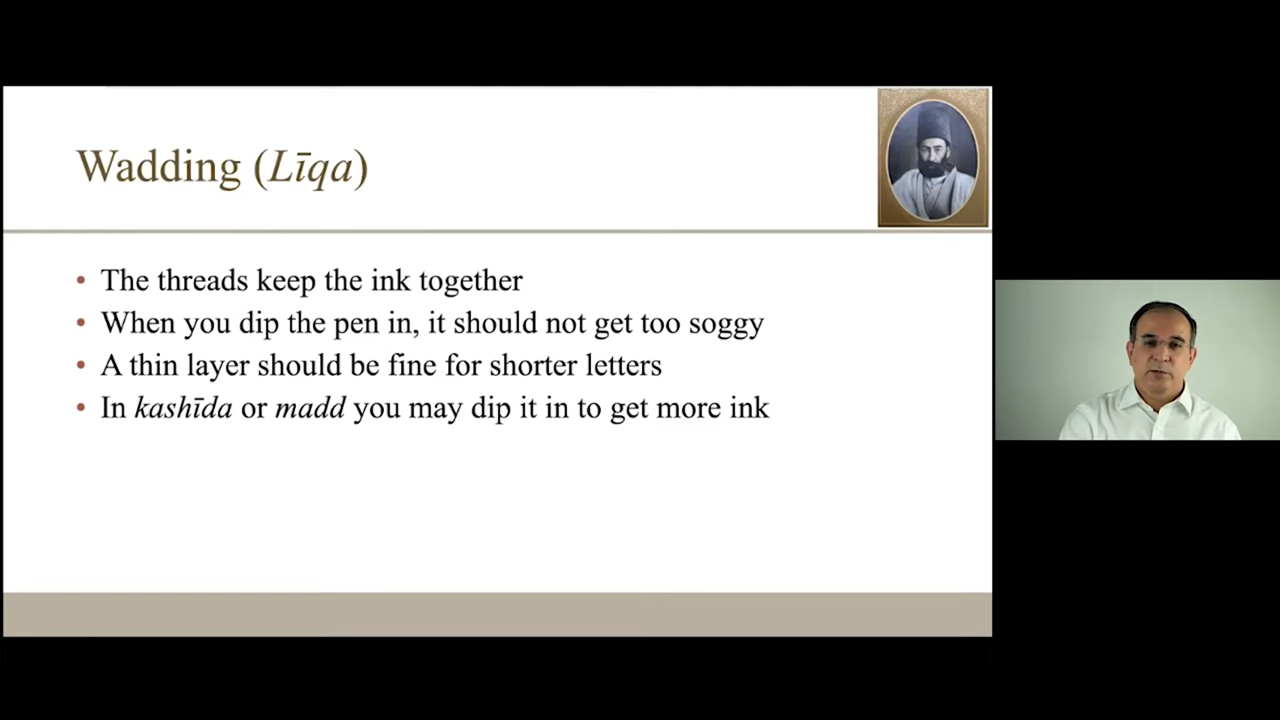 Wadding (Līqa)
• The threads keep the ink together
• When you dip the pen in, it should not get too soggy
• A thin layer should be fine for shorter letters
• In kashīda or madd you may dip it in to get more ink